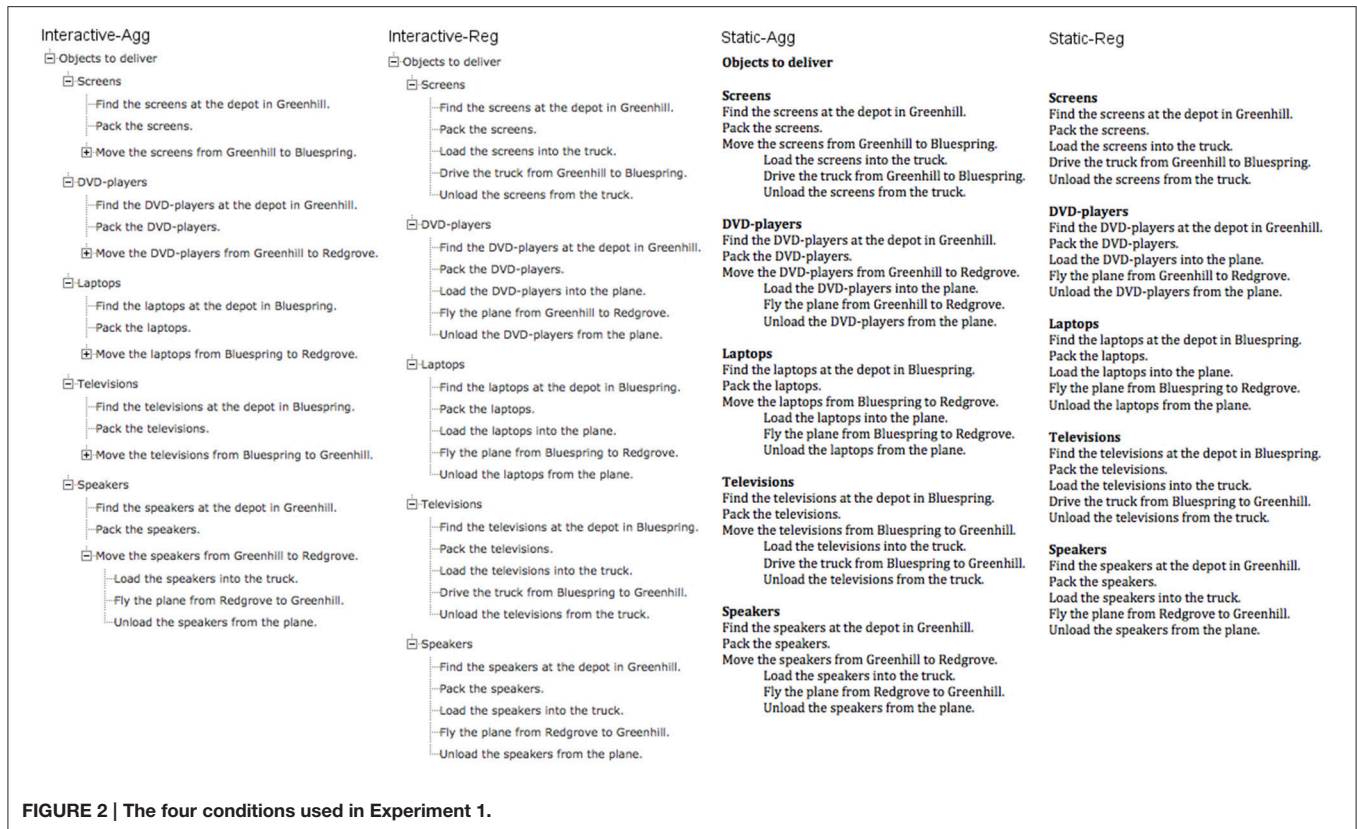 Interactive-Agg
Objects to deliver
Screens
Find the screens at the depot in Greenhill.
Pack the screens.
Move the screens from Greenhill to Bluespring.
DVD-players
Find the DVD-players at the depot in Greenhill.
Pack the DVD-players.
Move the DVD-players from Greenhill to Redgrove.
Laptops
Find the laptops at the depot in Bluespring.
Pack the laptops.
Move the laptops from Bluespring to Redgrove.
Televisions
Find the televisions at the depot in Bluespring.
Pack the televisions.
Move the televisions from Bluespring to Greenhill.
Speakers
Find the speakers at the depot in Greenhill.
Pack the speakers.
Move the speakers from Greenhill to Redgrove.
Load the speakers into the truck.
Fly the plane from Redgrove to Greenhill.
Unload the speakers from the plane.
Interactive-Reg
Objects to deliver
Screens
Find the screens at the depot in Greenhill.
Pack the screens.
Load the screens into the truck.
Drive the truck from Greenhill to Bluespring.
Unload the screens from the truck.
DVD-players
Find the DVD-players at the depot in Greenhill.
Pack the DVD-players.
Load the DVD-players into the plane.
Fly the plane from Greenhill to Redgrove.
Unload the DVD-players from the plane.
Laptops
Find the laptops at the depot in Bluespring.
Pack the laptops.
Load the laptops into the plane.
Fly the plane from Bluespring to Redgrove.
Unload the laptops from the plane.
Televisions
Find the televisions at the depot in Bluespring.
Pack the televisions.
Load the televisions into the truck.
Drive the truck from Bluespring to Greenhill.
Unload the televisions from the truck.
Speakers
Find the speakers at the depot in Greenhill.
Pack the speakers.
Load the speakers into the truck.
Fly the plane from Redgrove to Greenhill.
Unload the speakers from the plane.
Static-Agg
Objects to deliver
Screens
Find the screens at the depot in Greenhill.
Pack the screens.
Move the screens from Greenhill to Bluespring.
Load the screens into the truck.
Drive the truck from Greenhill to Bluespring.
Unload the screens from the truck.
DVD-players
Find the DVD-players at the depot in Greenhill.
Pack the DVD-players.
Move the DVD-players from Greenhill to Redgrove.
Load the DVD-players into the plane.
Fly the plane from Greenhill to Redgrove.
Unload the DVD-players from the plane.
Laptops
Find the laptops at the depot in Bluespring.
Pack the laptops.
Move the laptops from Bluespring to Redgrove.
Load the laptops into the plane.
Fly the plane from Bluespring to Redgrove.
Unload the laptops from the plane.
Televisions
Find the televisions at the depot in Bluespring.
Pack the televisions.
Move the televisions from Bluespring to Greenhill.
Load the televisions into the truck.
Drive the truck from Bluespring to Greenhill.
Unload the televisions from the truck.
Speakers
Find the speakers at the depot in Greenhill.
Pack the speakers.
Move the speakers from Greenhill to Redgrove.
Load the speakers into the truck.
Fly the plane from Redgrove to Greenhill.
Unload the speakers from the plane.
Static-Reg
Screens
Find the screens at the depot in Greenhill.
Pack the screens.
Load the screens into the truck.
Drive the truck from Greenhill to Bluespring.
Unload the screens from the truck.
DVD-players
Find the DVD-players at the depot in Greenhill.
Pack the DVD-players.
Load the DVD-players into the plane.
Fly the plane from Greenhill to Redgrove.
Unload the DVD-players from the plane.
Laptops
Find the laptops at the depot in Bluespring.
Pack the laptops.
Load the laptops into the plane.
Fly the plane from Bluespring to Redgrove.
Unload the laptops from the plane.
Televisions
Find the televisions at the depot in Bluespring.
Pack the televisions.
Load the televisions into the truck.
Drive the truck from Bluespring to Greenhill.
Unload the televisions from the truck.
Speakers
Find the speakers at the depot in Greenhill.
Pack the speakers.
Load the speakers into the truck.
Fly the plane from Redgrove to Greenhill.
Unload the speakers from the plane.
FIGURE 2 | The four conditions used in Experiment 1.